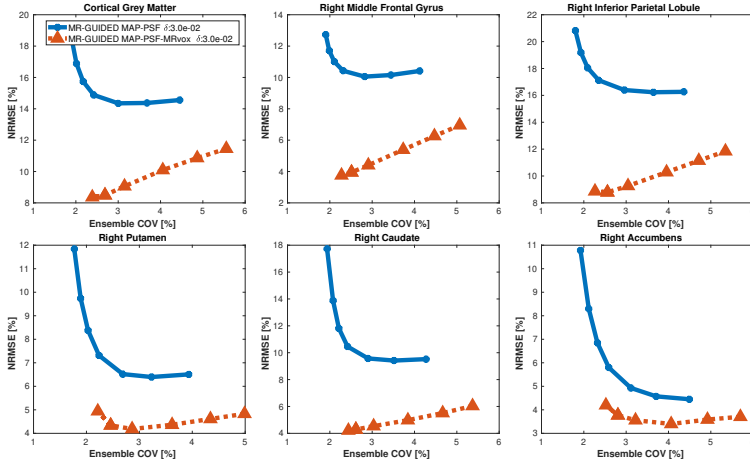 Cortical Grey Matter
Right Middle Frontal Gyrus
Right Inferior Parietal Lobule
MR-GUIDED MAP-PSF δ:3.0e-02
MR-GUIDED MAP-PSF-MRvox δ:3.0e-02
NRMSE [%]
20
18
16
14
12
10
8
1 2 3 4 5 6
Ensemble COV [%]
NRMSE [%]
14
12
10
8
6
4
2
1 2 3 4 5 6
Ensemble COV [%]
NRMSE [%]
22
20
18
16
14
12
10
8
1 2 3 4 5
Ensemble COV [%]
Right Putamen
Right Caudate
Right Accumbens
NRMSE [%]
12
11
10
9
8
7
6
5
4
1 2 3 4 5
Ensemble COV [%]
NRMSE [%]
18
16
14
12
10
8
6
4
1 2 3 4 5 6
Ensemble COV [%]
NRMSE [%]
11
10
9
8
7
6
5
4
3
1 2 3 4 5
Ensemble COV [%]